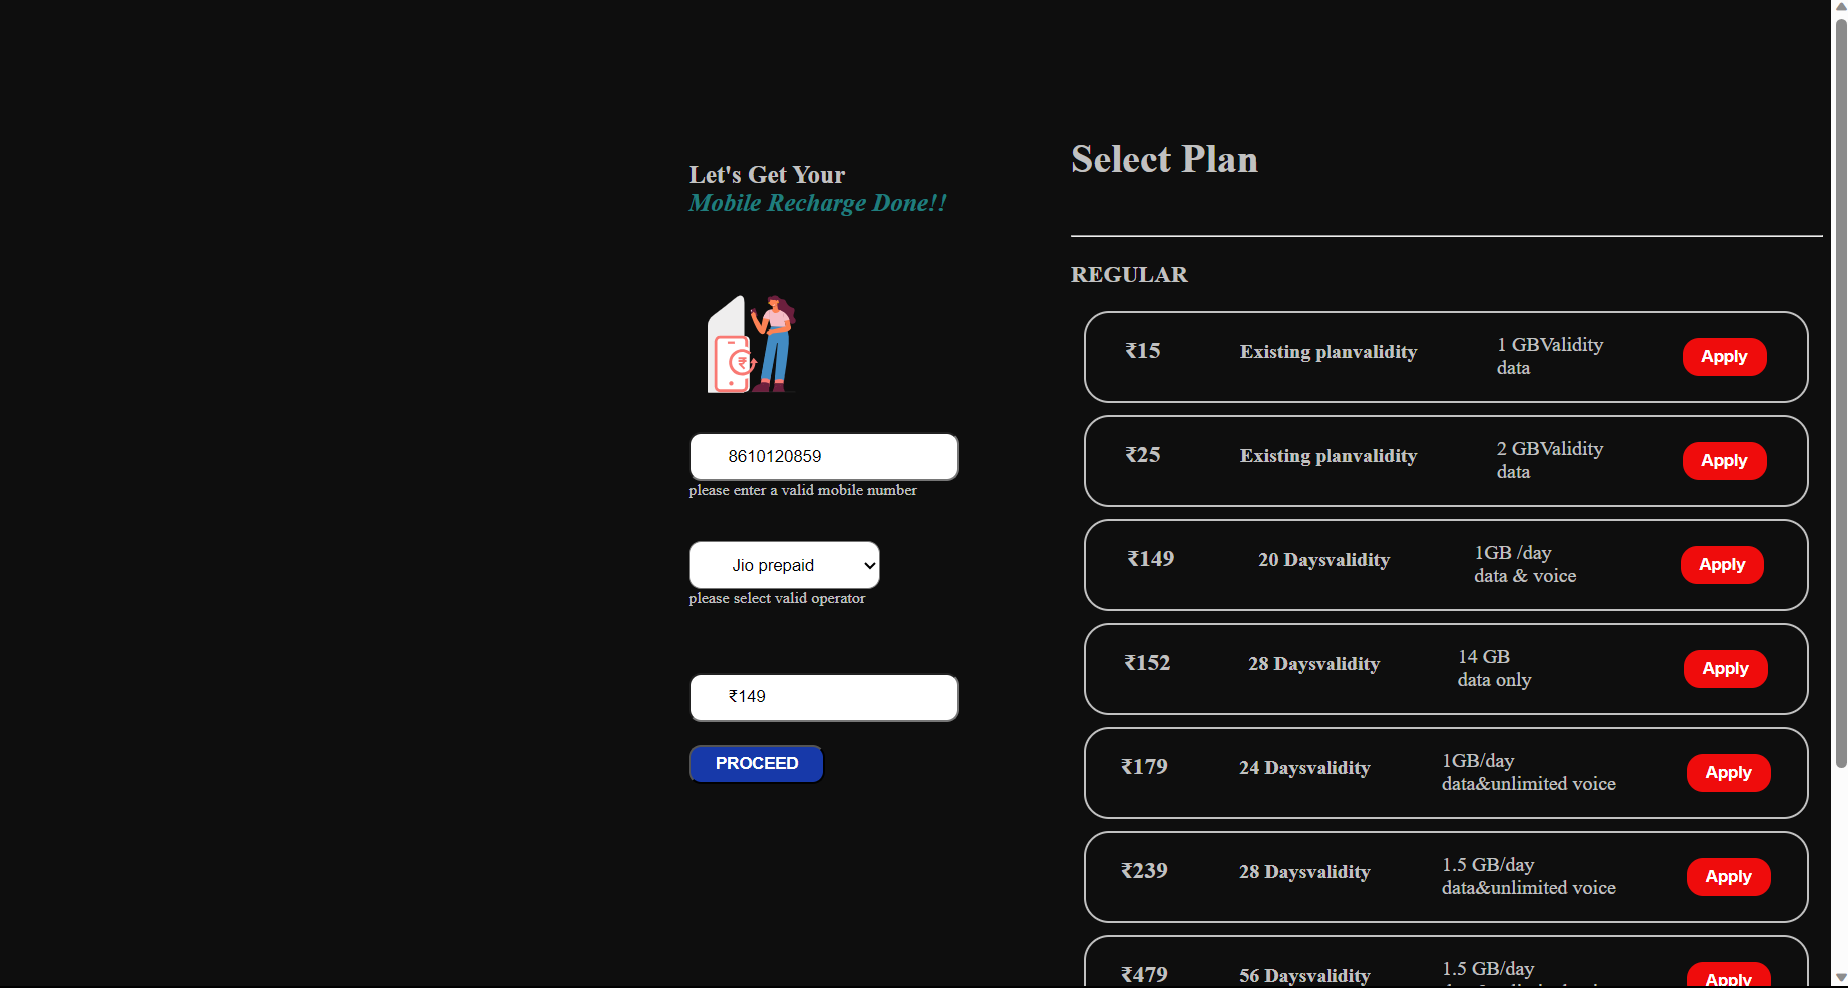 Let's Get Your
Mobile Recharge Done!!
₹
8610120859
please enter a valid mobile number
Jio prepaid
please select valid operator
₹149
PROCEED
Select Plan
REGULAR
₹15 Existing planvalidity 1 GBValidity
data
Apply
₹25 Existing planvalidity 2 GBValidity
data
Apply
₹149 20 Daysvalidity 1GB /day
data & voice
Apply
₹152 28 Daysvalidity 14 GB
data only
Apply
₹179 24 Daysvalidity 1GB/day
data&unlimited voice
Apply
₹239 28 Daysvalidity 1.5 GB/day
data&unlimited voice
Apply
₹479 56 Daysvalidity 1.5 GB/day
Apply